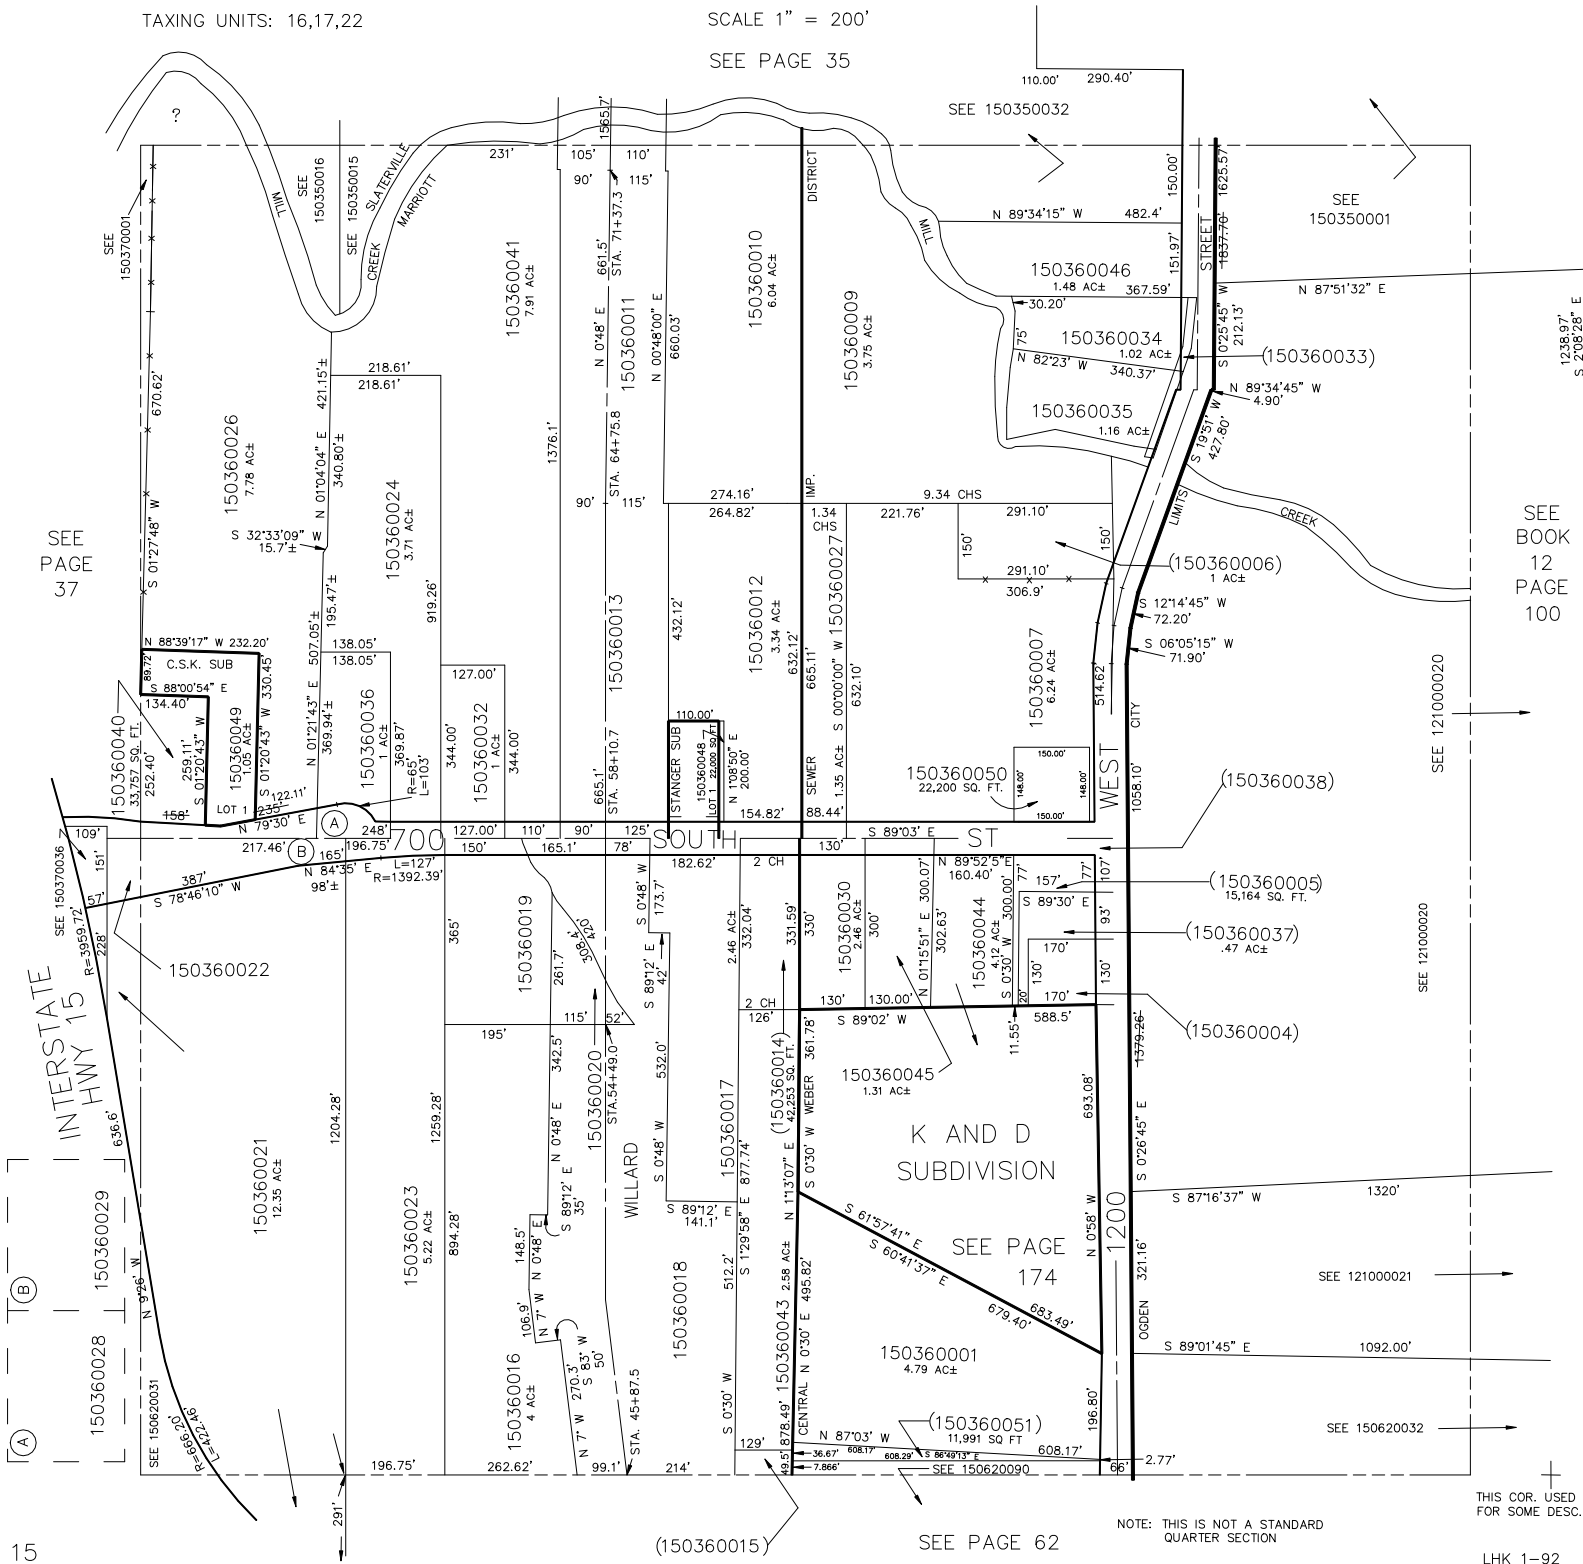 TAXING UNITS: 16,17,22
SCALE 1" = 200'
SEE PAGE 35
110.00'
290.40'
SEE 150350032
?
SEE
150370001
MILL
SEE
150350016
SEE 150350015
SLATERVILLE
CREEK
MARRIOTT
231'
105'
110'
1565.7'
90'
115'
STA. 71+37.3
661.5'
N 0°48' E
DISTRICT
MILL
N 89°34'15" W
482.4'
150.00'
151.97'
STREET
1625.57'
1837.70'
SEE
150350001
N 87°51'32" E
1238.97'
S 2°08'28" E
150360046
1.48 AC±
367.59'
30.20'
75'
150360034
1.02 AC±
N 82°23' W
340.37'
(150360033)
S 0°25'45" W
212.13'
N 89°34'45" W
4.90'
150360035
1.16 AC±
S 19°51' W
427.80'
LIMITS
CREEK
150360041
7.91 AC±
150360011
N 00°48'00" E
660.03'
150360010
6.04 AC±
150360009
3.75 AC±
670.62'
150360026
7.78 AC±
N 01°04'04" E
421.15'±
340.80'±
218.61'
218.61'
1376.1'
STA. 64+75.8
90'
115'
274.16'
264.82'
IMP.
1.34
CHS
9.34 CHS
221.76'
291.10'
150'
150'
S 01°27'48" W
S 32°33'09" W
15.7'±
150360024
3.71 AC±
919.26'
195.47'±
SEE
PAGE
37
SEE
BOOK
12
PAGE
100
291.10'
306.9'
(150360006)
1 AC±
S 12°14'45" W
72.20'
S 06°05'15" W
71.90'
150360013
432.12'
150360012
3.34 AC±
632.12'
665.11'
S 00°00'00" W
150360027
632.10'
150360007
6.24 AC±
514.62'
CITY
N 88°39'17" W 232.20'
C.S.K. SUB
89.72'
S 88°00'54" E
134.40'
N 01°21'43" E
507.05'±
369.94'±
138.05'
138.05'
127.00'
S 01°20'43" W
330.45'
S 01°20'43" W
259.11'
150360049
1.05 AC±
150360040
33,757 SQ. FT.
252.40'
150360036
1 AC±
369.87'
344.00'
150360032
1 AC±
344.00'
R=65'
L=103'
STA. 58+10.7
665.1'
110.00'
STANGER SUB
150360048
LOT 1
22,000 SQ/FT
N 1°08'50" E
200.00'
SEWER
1.35 AC±
150.00'
150360050
22,200 SQ. FT.
148.00'
148.00'
150.00'
WEST
1058.10'
SEE 121000020
(150360038)
158'
LOT 1
235'
122.11'
N 79°30' E
A
248'
700
SOUTH
ST
127.00'
110'
90'
125'
154.82'
88.44'
S 89°03' E
109'
151'
SEE 150370036
217.46'
B
165'
196.75'
N 84°35' E
98'±
L=127'
R=1392.39'
150'
165.1'
78'
182.62'
2 CH
130'
N 89°52'5"E
160.40'
77'
77'
107'
387'
S 78°46'10" W
57'
157'
S 89°30' E
(150360005)
15,164 SQ. FT.
R=3959.72'
228'
150360022
365'
150360019
261.7'
308.4'
420'
S 0°48' W
173.7'
S 89°12' E
42'
2.46 AC±
332.04'
331.59'
330'
150360030
2.46 AC±
300'
N 01°15'51" E
300.07'
302.63'
150360044
4.12 AC±
S 0°30' W
300.00'
93'
170'
130'
130'
170'
20'
(150360037)
.47 AC±
(150360004)
SEE 121000020
INTERSTATE
HWY 15
195'
115'
52'
2 CH
126'
130'
130.00'
S 89°02' W
588.5'
11.55'
1379.26'
636.6'
1204.28'
1259.28'
342.5'
N 0°48' E
150360020
STA.54+49.0
532.0'
S 0°48' W
150360017
(150360014)
42,253 SQ. FT.
S 0°30' W
WEBER
361.78'
150360045
1.31 AC±
K AND D
SUBDIVISION
693.08'
S 0°26'45" E
150360021
12.35 AC±
150360023
5.22 AC±
894.28'
S 89°12' E
35'
WILLARD
S 89°12' E
141.1'
877.74'
S 1°29'58" E
N 1°13'07" E
S 61°57'41" E
S 60°41'37" E
SEE PAGE
174
N 0°58' W
1200
S 87°16'37" W
1320'
150360029
B
N 9°26' W
148.5'
N 0°48' E
512.2'
2.58 AC±
495.82'
683.49'
679.40'
321.16'
OGDEN
SEE 121000021
106.9'
N 7° W
S 83° W
50'
150360018
150360043
N 0°30' E
150360001
4.79 AC±
S 89°01'45" E
1092.00'
150360028
A
SEE 150620031
R=666.20'
L=422.46'
150360016
4 AC±
N 7° W
270.3'
STA. 45+87.5
S 0°30' W
CENTRAL
878.49'
196.80'
(150360051)
11,991 SQ FT
SEE 150620032
129'
N 87°03' W
608.17'
36.67'
608.17'
608.29'
S 86°49'13" E
49.5'
7.866'
SEE 150620090
2.77'
66'
196.75'
262.62'
99.1'
214'
291'
THIS COR. USED
FOR SOME DESC.
(150360015)
SEE PAGE 62
NOTE: THIS IS NOT A STANDARD
QUARTER SECTION
15
LHK 1-92